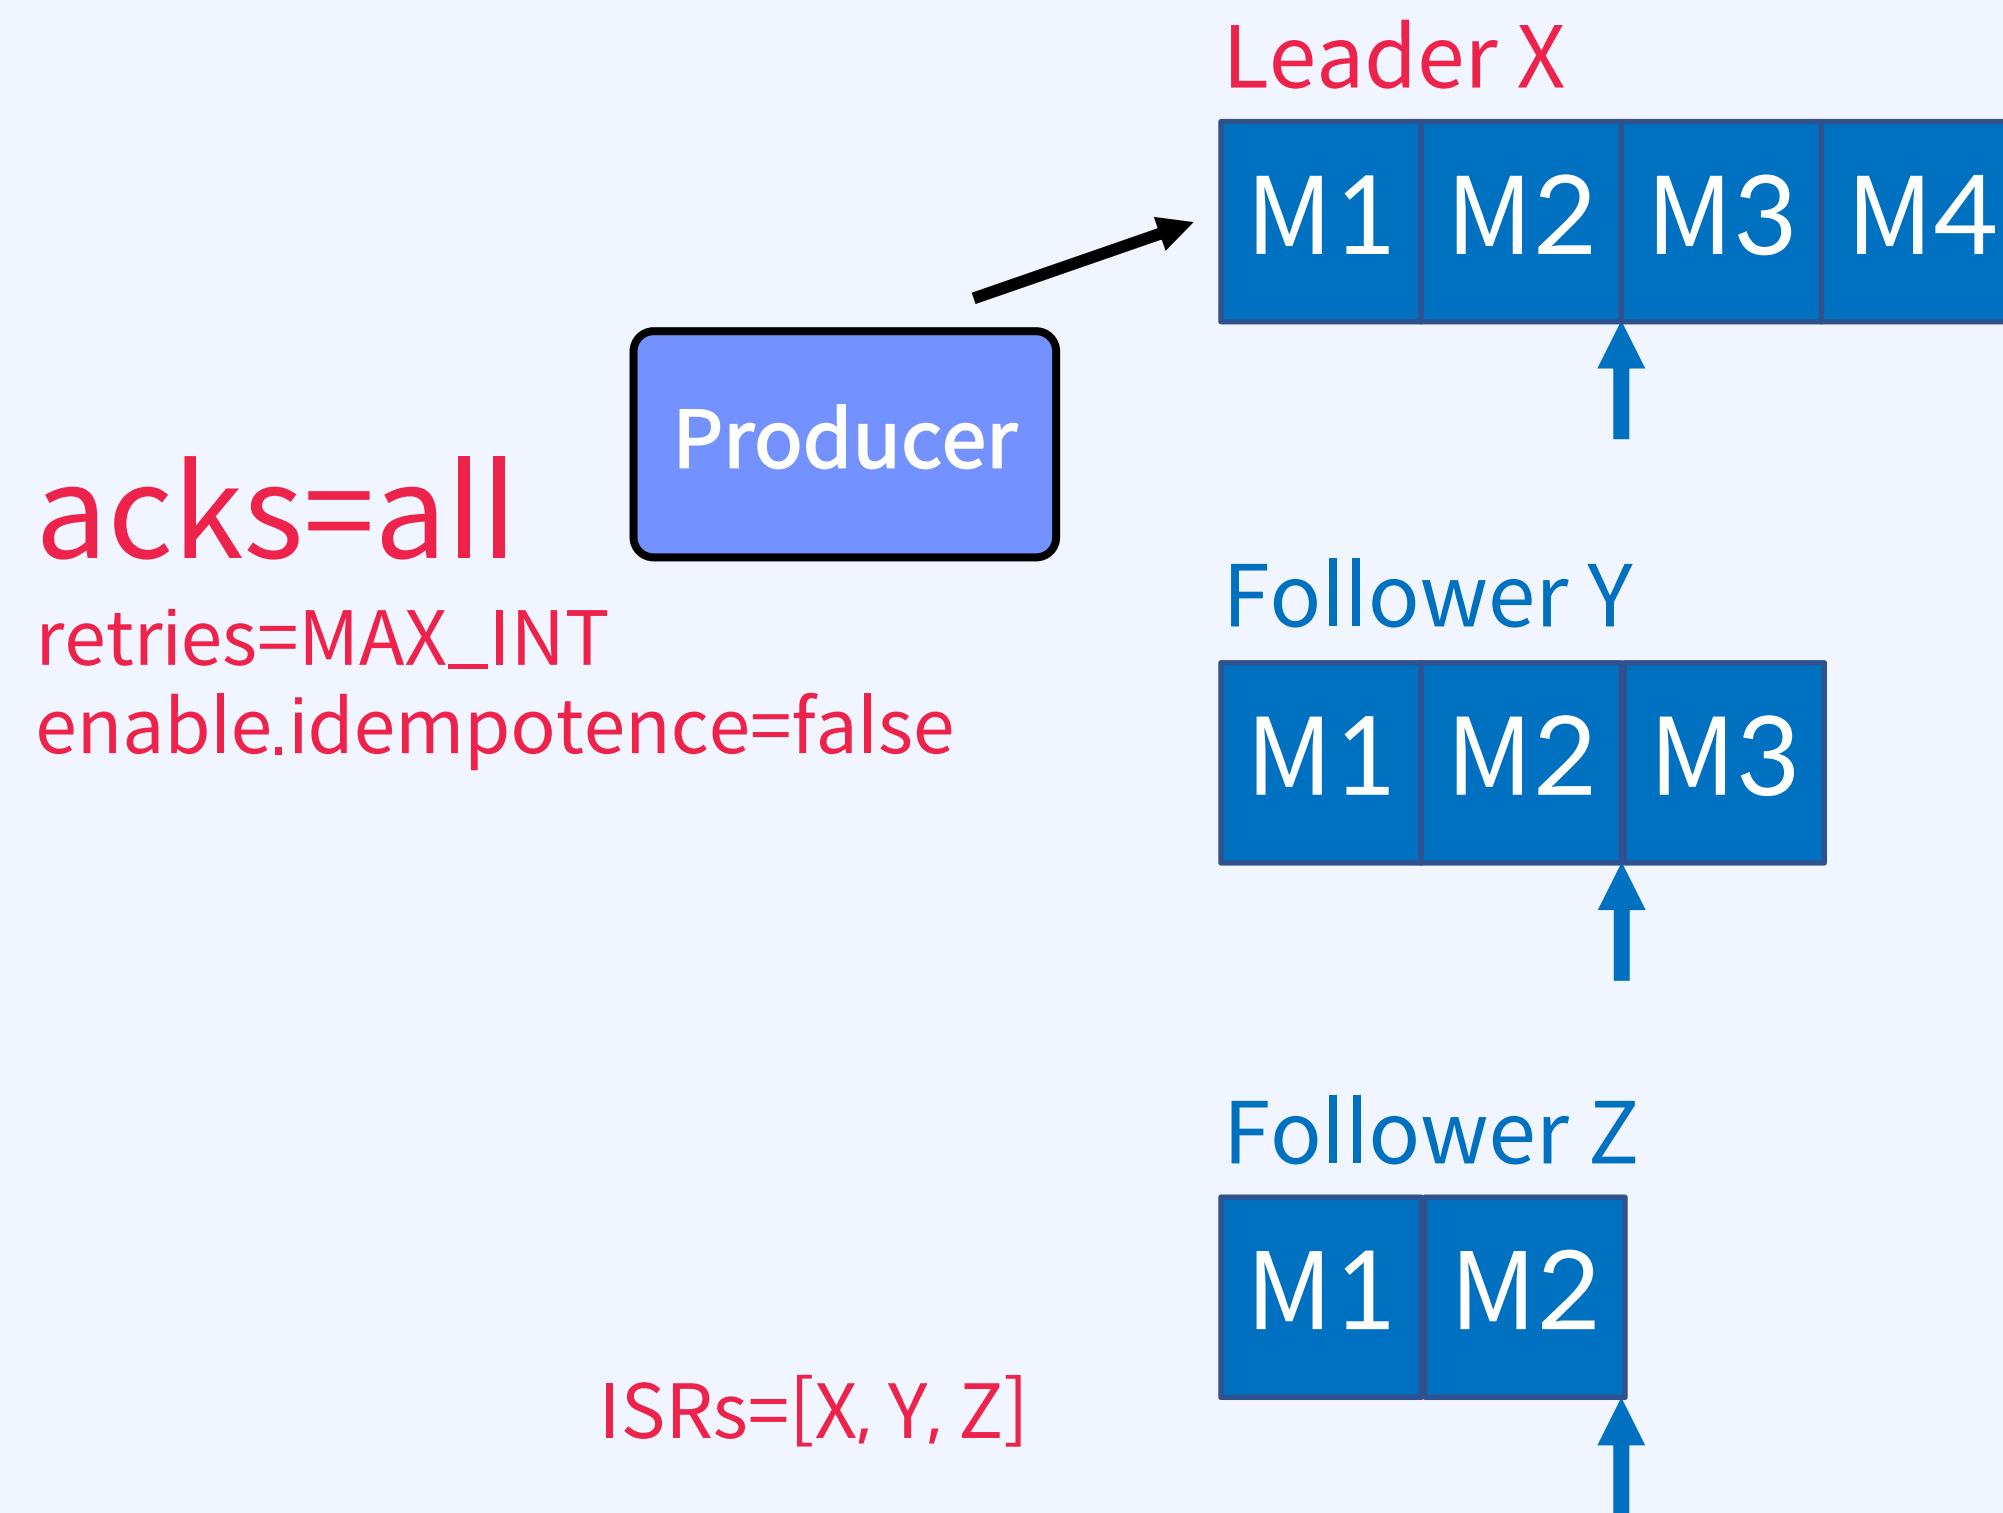 Leader X
M1 M2 M3 M4
Producer
acks=all
retries=MAX_INT
enable.idempotence=false
Follower Y
M1 M2 M3
Follower Z
M1 M2
ISRs=[X, Y, Z]